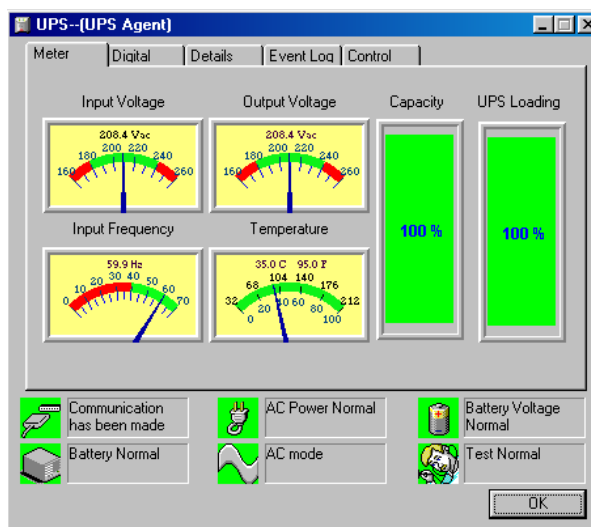 UPS--(UPS Agent)
Meter Digital Details Event Log Control
Input Voltage
208.4 Vac
160 180 200 220 240 260
Output Voltage
208.4 Vac
160 180 200 220 240 260
Capacity
100 %
UPS Loading
100 %
Input Frequency
59.9 Hz
0 10 20 30 40 60 70
Temperature
35.0 C 95.0 F
32 68 104 140 176 212
0 20 40 60 80 100
Communication
has been made
AC Power Normal
Battery Voltage
Normal
Battery Normal
AC mode
Test Normal
OK